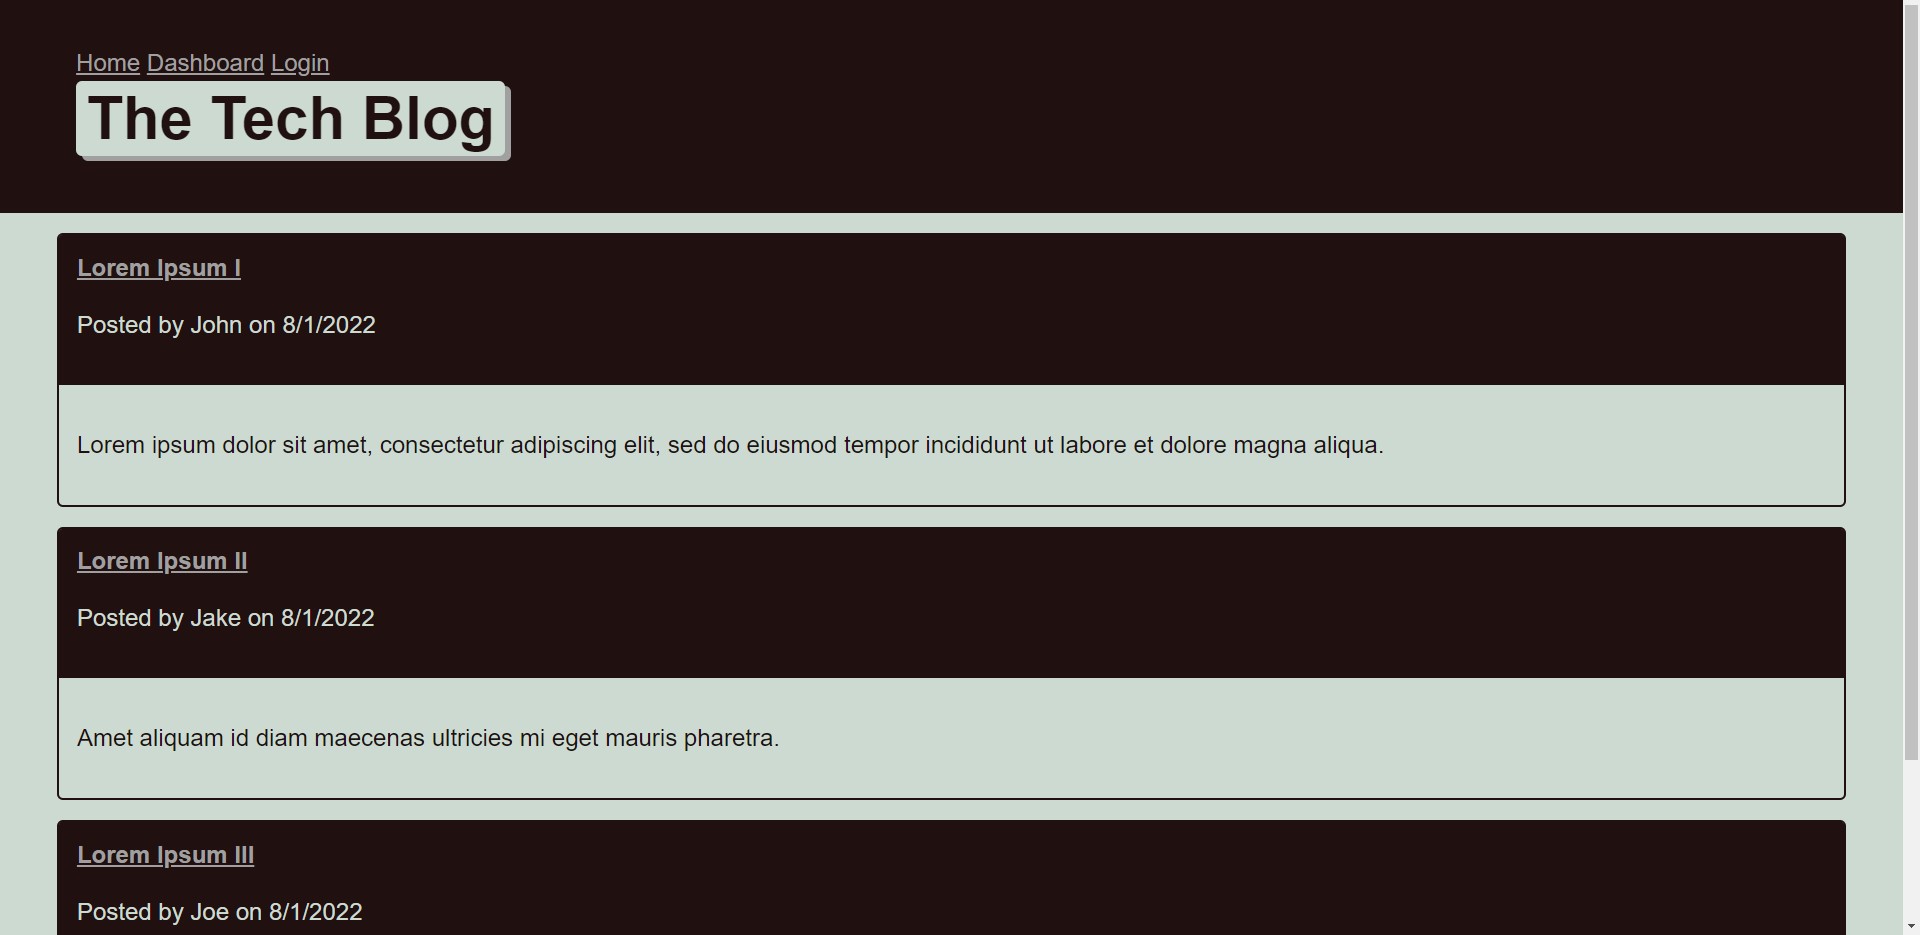 Home Dashboard Login
The Tech Blog
Lorem Ipsum I
Posted by John on 8/1/2022
Lorem ipsum dolor sit amet, consectetur adipiscing elit, sed do eiusmod tempor incididunt ut labore et dolore magna aliqua.
Lorem Ipsum II
Posted by Jake on 8/1/2022
Amet aliquam id diam maecenas ultricies mi eget mauris pharetra.
Lorem Ipsum III
Posted by Joe on 8/1/2022